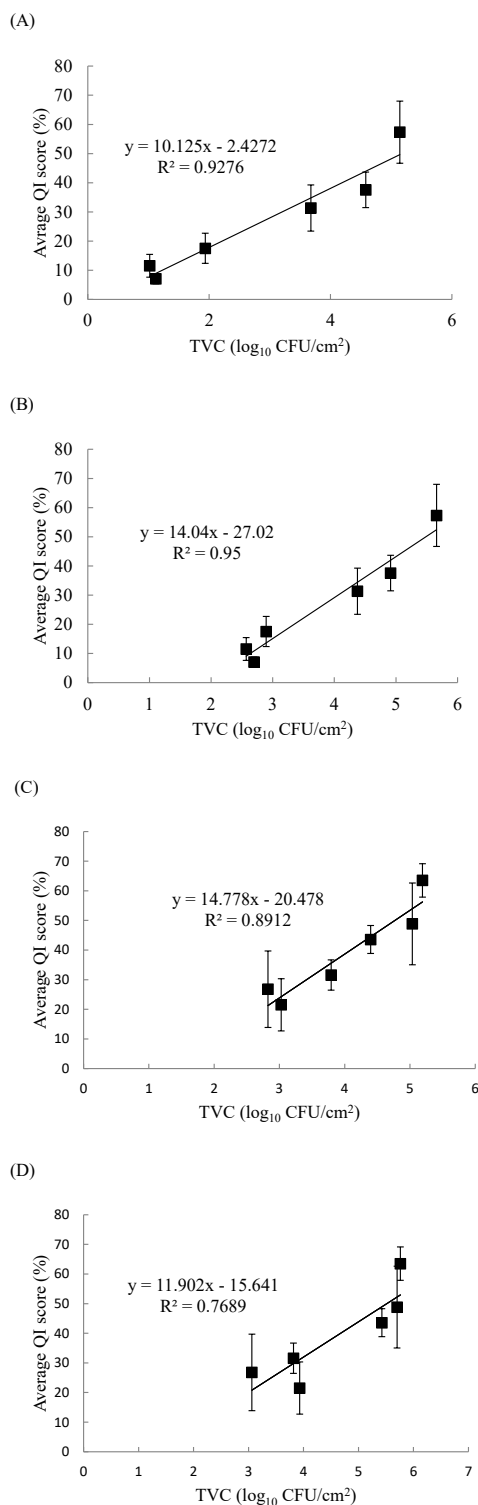 (A)
80
70
60
50
40
30
20
10
0
Avrage QI score (%)
y = 10.125x - 2.4272
R² = 0.9276
0 2 4 6
TVC (log₁₀ CFU/cm²)
(B)
80
70
60
50
40
30
20
10
0
Average QI score (%)
y = 14.04x - 27.02
R² = 0.95
0 1 2 3 4 5 6
TVC (log₁₀ CFU/cm²)
(C)
80
70
60
50
40
30
20
10
0
Average QI score (%)
y = 14.778x - 20.478
R² = 0.8912
0 1 2 3 4 5 6
TVC (log₁₀ CFU/cm²)
(D)
80
70
60
50
40
30
20
10
0
Average QI score (%)
y = 11.902x - 15.641
R² = 0.7689
0 1 2 3 4 5 6 7
TVC (log₁₀ CFU/cm²)